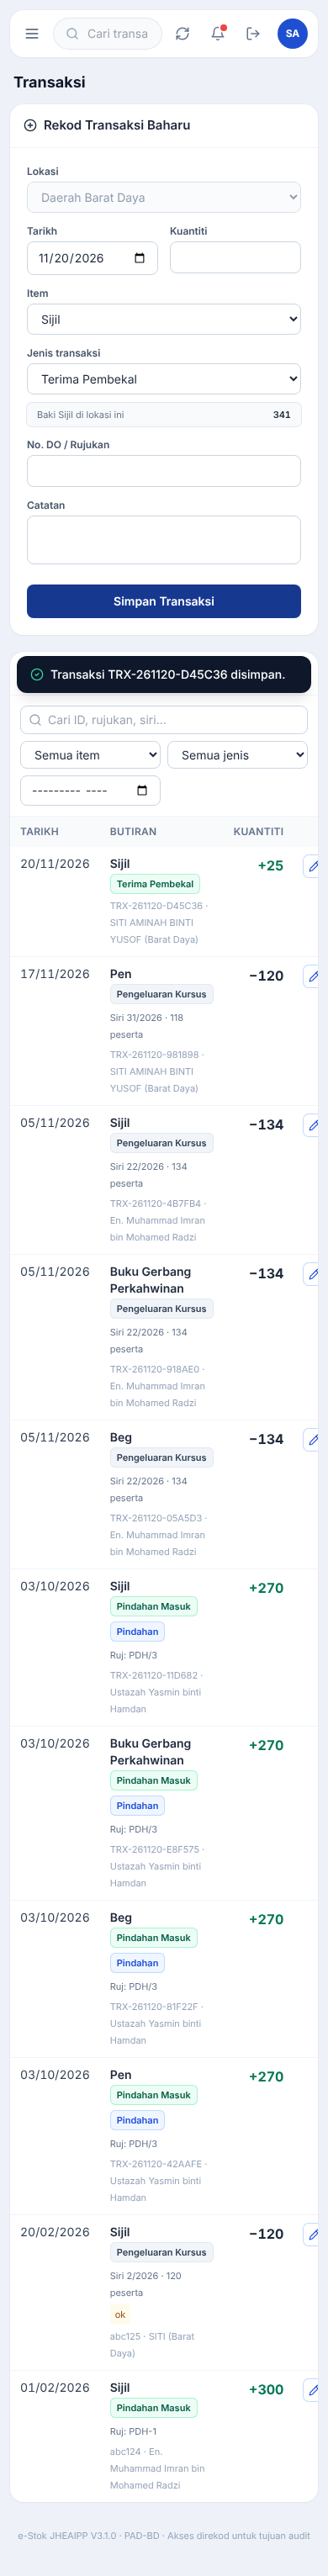 Cari transa
SA
Transaksi
Rekod Transaksi Baharu
Lokasi
Daerah Barat Daya
Tarikh Kuantiti
11/20/2026
Item
Sijil
Jenis transaksi
Terima Pembekal
Baki Sijil di lokasi ini 341
No. DO / Rujukan
Catatan
Simpan Transaksi
Transaksi TRX-261120-D45C36 disimpan.
Cari ID, rujukan, siri...
Semua item Semua jenis
--------- ----
TARIKH BUTIRAN KUANTITI
20/11/2026 Sijil +25
Terima Pembekal
TRX-261120-D45C36 ·
SITI AMINAH BINTI
YUSOF (Barat Daya)
17/11/2026 Pen −120
Pengeluaran Kursus
Siri 31/2026 · 118
peserta
TRX-261120-981898 ·
SITI AMINAH BINTI
YUSOF (Barat Daya)
05/11/2026 Sijil −134
Pengeluaran Kursus
Siri 22/2026 · 134
peserta
TRX-261120-4B7FB4 ·
En. Muhammad Imran
bin Mohamed Radzi
05/11/2026 Buku Gerbang −134
Perkahwinan
Pengeluaran Kursus
Siri 22/2026 · 134
peserta
TRX-261120-918AE0 ·
En. Muhammad Imran
bin Mohamed Radzi
05/11/2026 Beg −134
Pengeluaran Kursus
Siri 22/2026 · 134
peserta
TRX-261120-05A5D3 ·
En. Muhammad Imran
bin Mohamed Radzi
03/10/2026 Sijil +270
Pindahan Masuk
Pindahan
Ruj: PDH/3
TRX-261120-11D682 ·
Ustazah Yasmin binti
Hamdan
03/10/2026 Buku Gerbang +270
Perkahwinan
Pindahan Masuk
Pindahan
Ruj: PDH/3
TRX-261120-E8F575 ·
Ustazah Yasmin binti
Hamdan
03/10/2026 Beg +270
Pindahan Masuk
Pindahan
Ruj: PDH/3
TRX-261120-81F22F ·
Ustazah Yasmin binti
Hamdan
03/10/2026 Pen +270
Pindahan Masuk
Pindahan
Ruj: PDH/3
TRX-261120-42AAFE ·
Ustazah Yasmin binti
Hamdan
20/02/2026 Sijil −120
Pengeluaran Kursus
Siri 2/2026 · 120
peserta
ok
abc125 · SITI (Barat
Daya)
01/02/2026 Sijil +300
Pindahan Masuk
Ruj: PDH-1
abc124 · En.
Muhammad Imran bin
Mohamed Radzi
e-Stok JHEAIPP V3.1.0 · PAD-BD · Akses direkod untuk tujuan audit